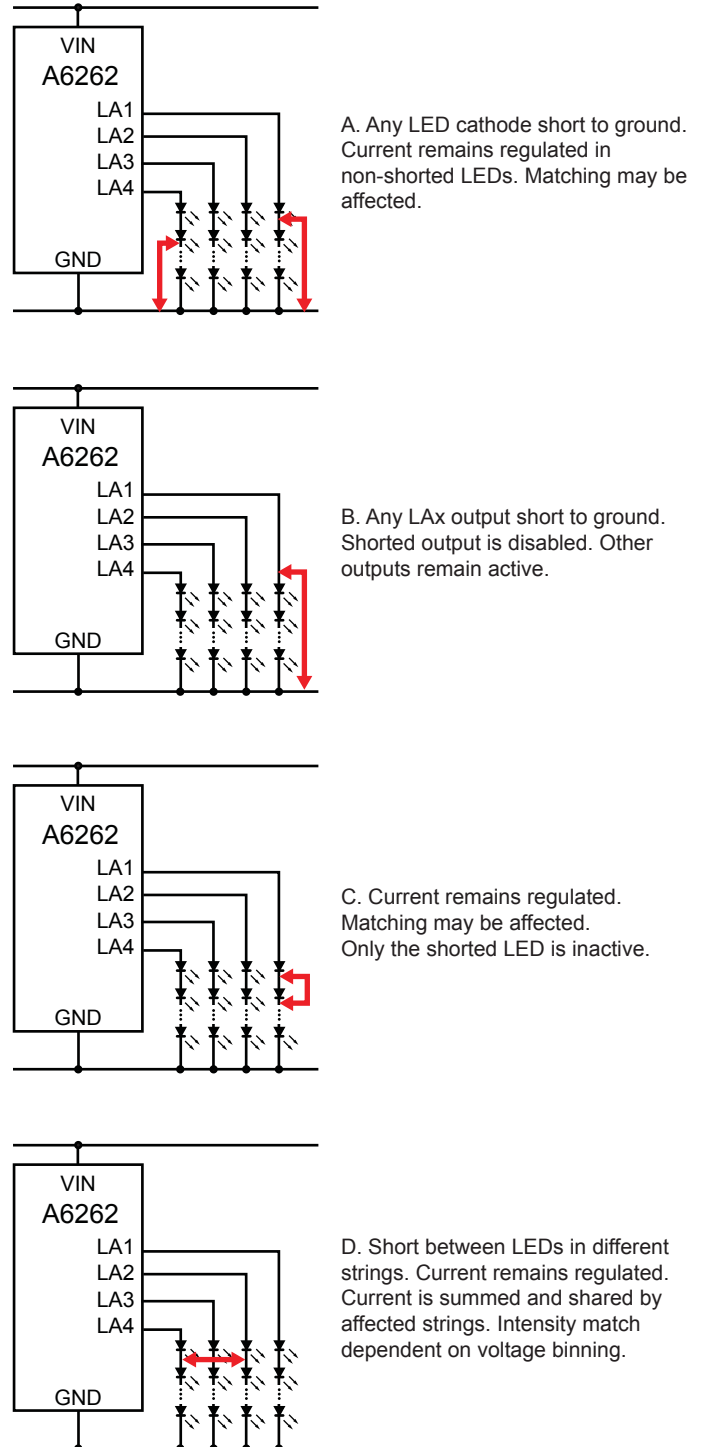 VIN
A6262
LA1
LA2
LA3
LA4
GND
A. Any LED cathode short to ground.
Current remains regulated in
non-shorted LEDs. Matching may be
affected.
VIN
A6262
LA1
LA2
LA3
LA4
GND
B. Any LAx output short to ground.
Shorted output is disabled. Other
outputs remain active.
VIN
A6262
LA1
LA2
LA3
LA4
GND
C. Current remains regulated.
Matching may be affected.
Only the shorted LED is inactive.
VIN
A6262
LA1
LA2
LA3
LA4
GND
D. Short between LEDs in different
strings. Current remains regulated.
Current is summed and shared by
affected strings. Intensity match
dependent on voltage binning.